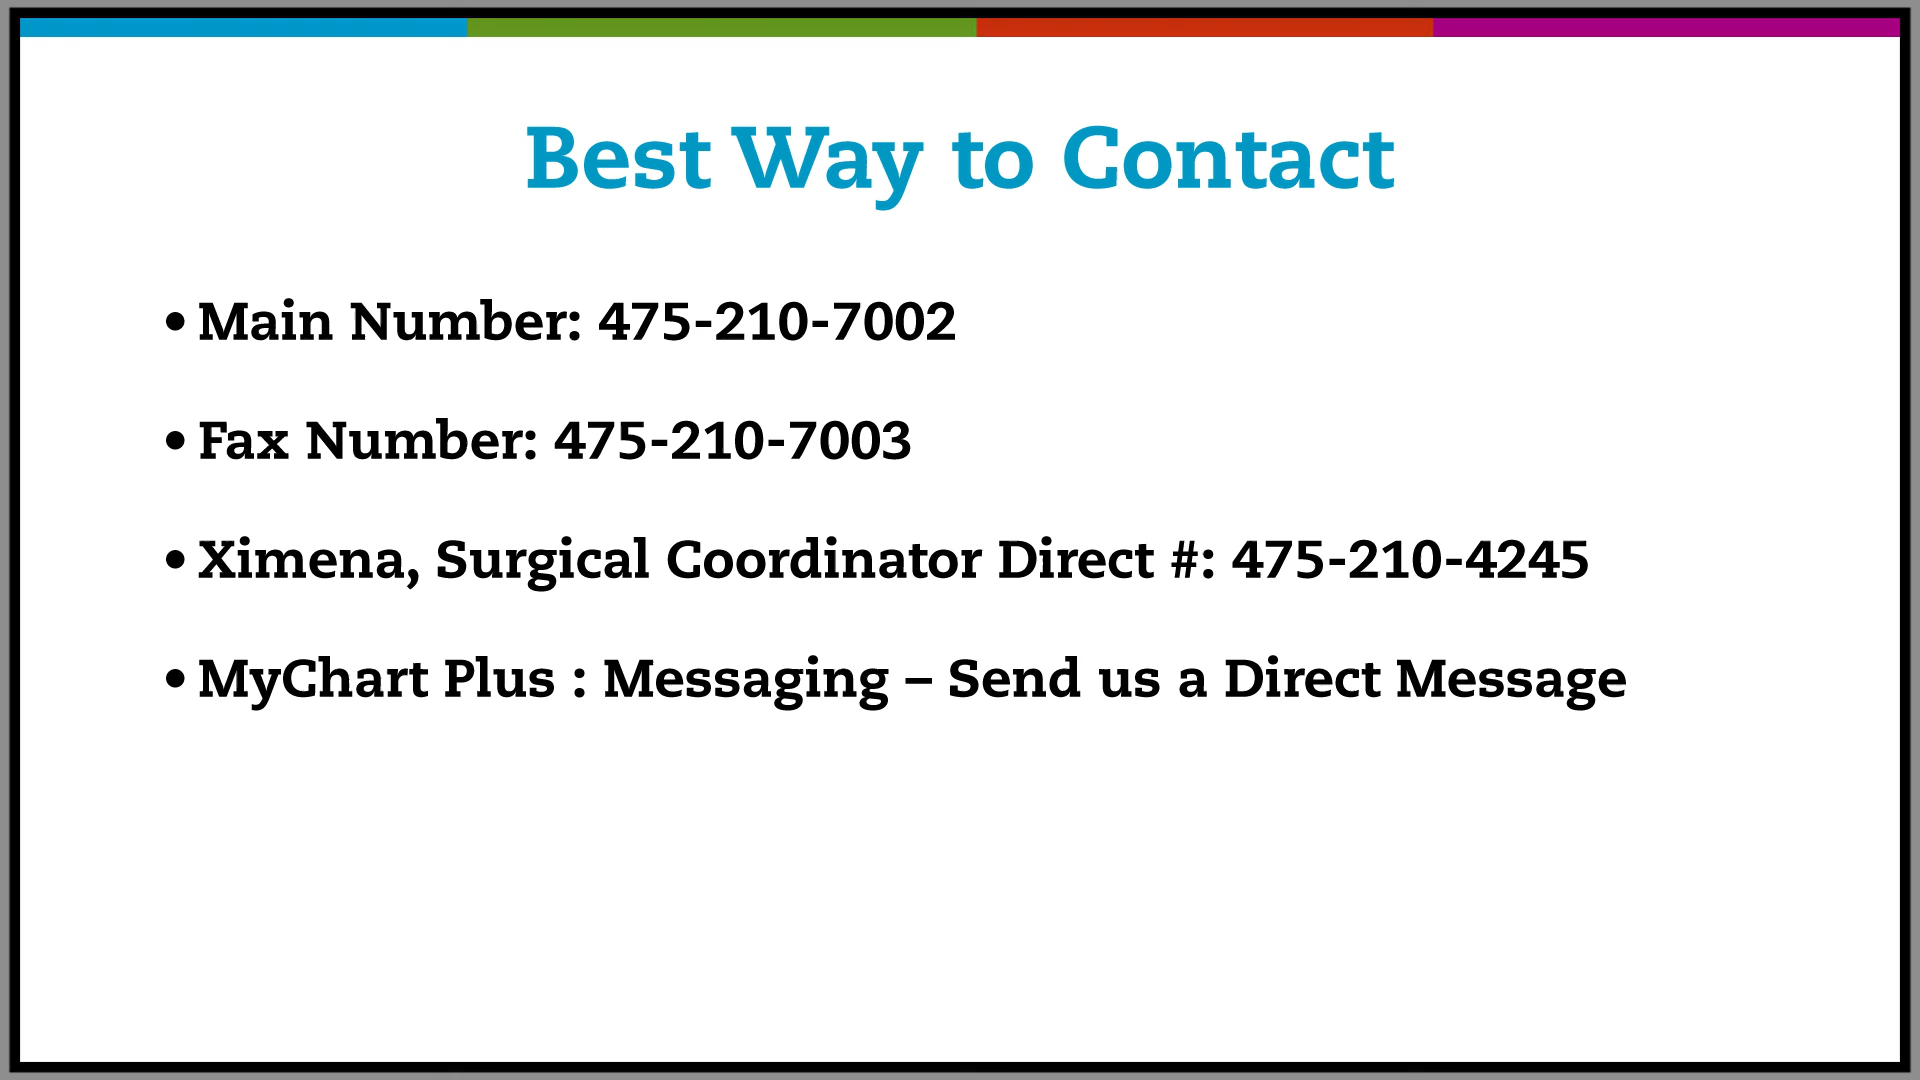 Best Way to Contact
• Main Number: 475-210-7002
• Fax Number: 475-210-7003
• Ximena, Surgical Coordinator Direct #: 475-210-4245
• MyChart Plus : Messaging – Send us a Direct Message